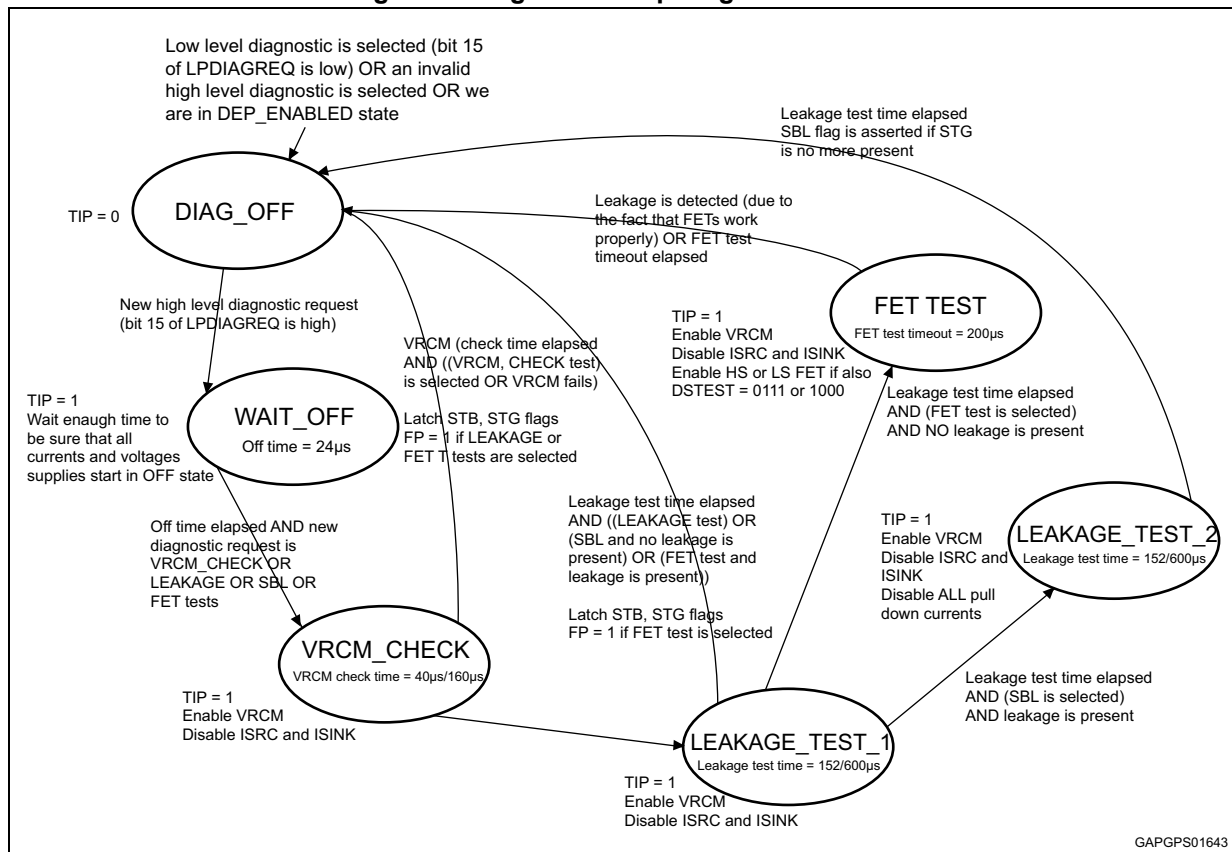 Low level diagnostic is selected (bit 15
of LPDIAGREQ is low) OR an invalid
high level diagnostic is selected OR we
are in DEP_ENABLED state
Leakage test time elapsed
SBL flag is asserted if STG
is no more present
TIP = 0
DIAG_OFF
Leakage is detected (due to
the fact that FETs work
properly) OR FET test
timeout elapsed
New high level diagnostic request
(bit 15 of LPDIAGREQ is high)
FET TEST
FET test timeout = 200µs
TIP = 1
Enable VRCM
Disable ISRC and ISINK
Enable HS or LS FET if also
DSTEST = 0111 or 1000
VRCM (check time elapsed
AND ((VRCM, CHECK test)
is selected OR VRCM fails)
Latch STB, STG flags
FP = 1 if LEAKAGE or
FET T tests are selected
TIP = 1
Wait enaugh time to
be sure that all
currents and voltages
supplies start in OFF state
WAIT_OFF
Off time = 24µs
Leakage test time elapsed
AND (FET test is selected)
AND NO leakage is present
Off time elapsed AND new
diagnostic request is
VRCM_CHECK OR
LEAKAGE OR SBL OR
FET tests
Leakage test time elapsed
AND ((LEAKAGE test) OR
(SBL and no leakage is
present) OR (FET test and
leakage is present))
Latch STB, STG flags
FP = 1 if FET test is selected
TIP = 1
Enable VRCM
Disable ISRC and
ISINK
Disable ALL pull
down currents
LEAKAGE_TEST_2
Leakage test time = 152/600µs
VRCM_CHECK
VRCM check time = 40µs/160µs
TIP = 1
Enable VRCM
Disable ISRC and ISINK
Leakage test time elapsed
AND (SBL is selected)
AND leakage is present
LEAKAGE_TEST_1
Leakage test time = 152/600µs
TIP = 1
Enable VRCM
Disable ISRC and ISINK
GAPGPS01643